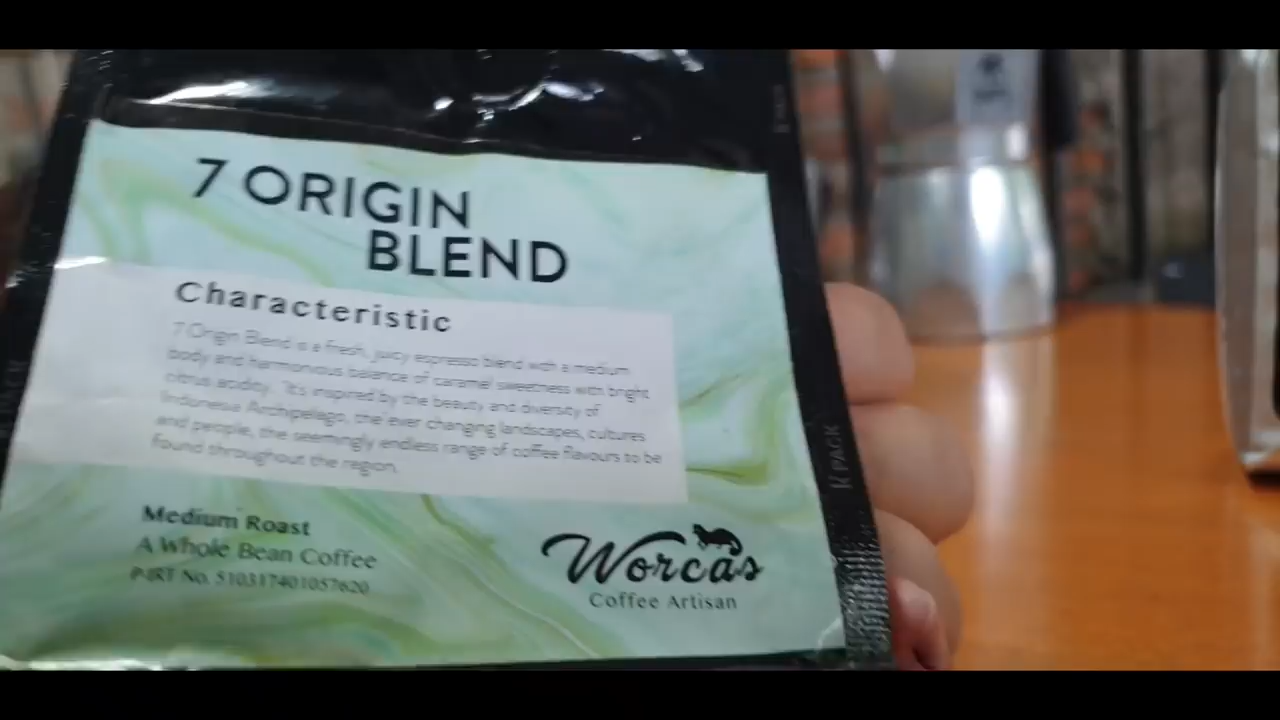 7 ORIGIN
BLEND
Characteristic
7 Origin Blend is a fresh, juicy espresso blend with a medium
body and harmonious balance of caramel sweetness with bright
citrus acidity. It's inspired by the beauty and diversity of
Indonesia Archipelago, the ever changing landscapes, cultures
and people, the seemingly endless range of coffee flavours to be
found throughout the region.
Medium Roast
A Whole Bean Coffee
P-IRT No. 510317401057620
Worcas
Coffee Artisan
K PACK